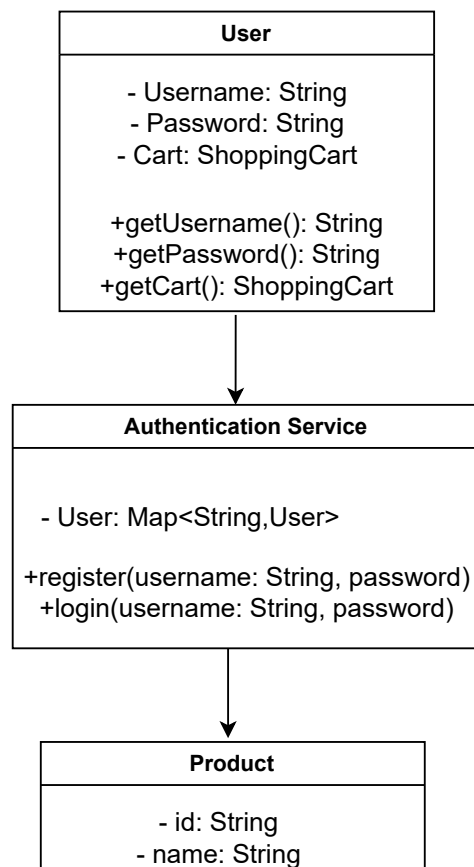 User
- Username: String
- Password: String
- Cart: ShoppingCart
+getUsername(): String
+getPassword(): String
+getCart(): ShoppingCart
Authentication Service
- User: Map<String,User>
+register(username: String, password)
+login(username: String, password)
Product
- id: String
- name: String